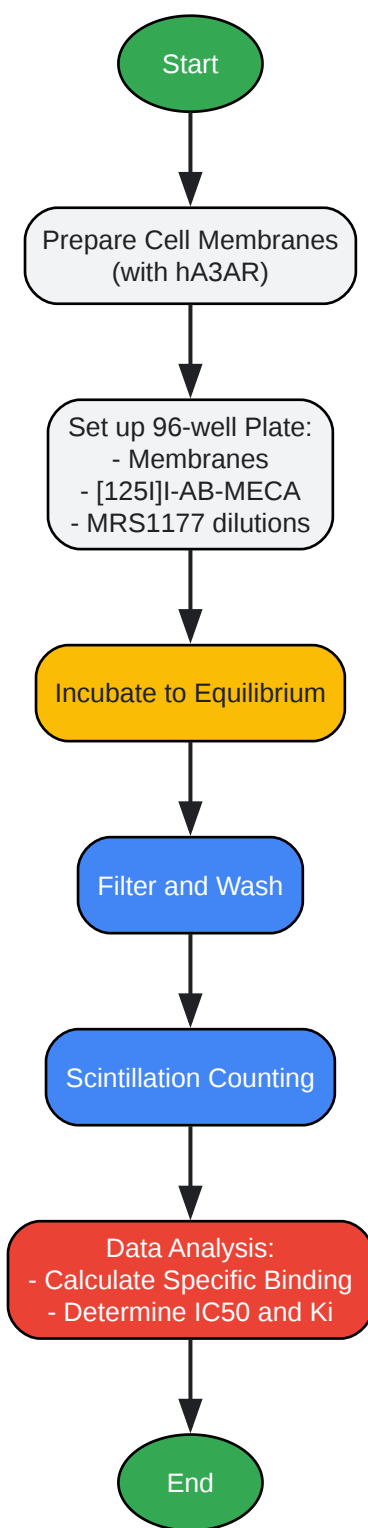 Start
Prepare Cell Membranes
(with hA3AR)
Set up 96-well Plate:
- Membranes
- [125I]I-AB-MECA
- MRS1177 dilutions
Incubate to Equilibrium
Filter and Wash
Scintillation Counting
Data Analysis:
- Calculate Specific Binding
- Determine IC50 and Ki
End